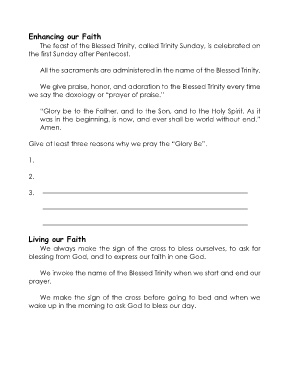 Enhancing our Faith
The feast of the Blessed Trinity, called Trinity Sunday, is celebrated on
the first Sunday after Pentecost.
All the sacraments are administered in the name of the Blessed Trinity.
We give praise, honor, and adoration to the Blessed Trinity every time
we say the doxology or “prayer of praise.”
“Glory be to the Father, and to the Son, and to the Holy Spirit. As it
was in the beginning, is now, and ever shall be world without end.”
Amen.
Give at least three reasons why we pray the “Glory Be”.
1.
2.
3.
Living our Faith
We always make the sign of the cross to bless ourselves, to ask for
blessing from God, and to express our faith in one God.
We invoke the name of the Blessed Trinity when we start and end our
prayer.
We make the sign of the cross before going to bed and when we
wake up in the morning to ask God to bless our day.